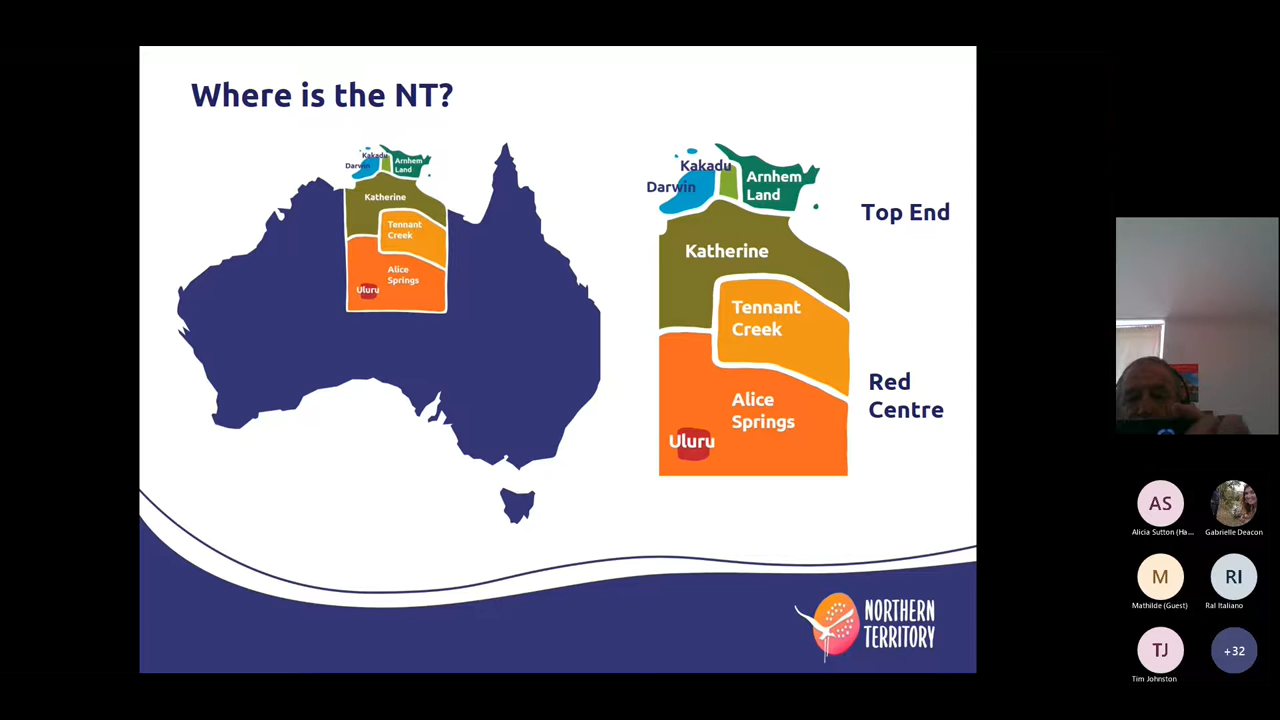 Where is the NT?
Kakadu
Darwin
Arnhem
Land
Katherine
Tennant
Creek
Alice
Springs
Uluru
Kakadu
Darwin
Arnhem
Land
Katherine
Tennant
Creek
Alice
Springs
Uluru
Top End
Red
Centre
NORTHERN
TERRITORY
AS
Alicia Sutton (Ha...
Gabrielle Deacon
M
Mathilde (Guest)
RI
Ral Italiano
TJ
Tim Johnston
+32